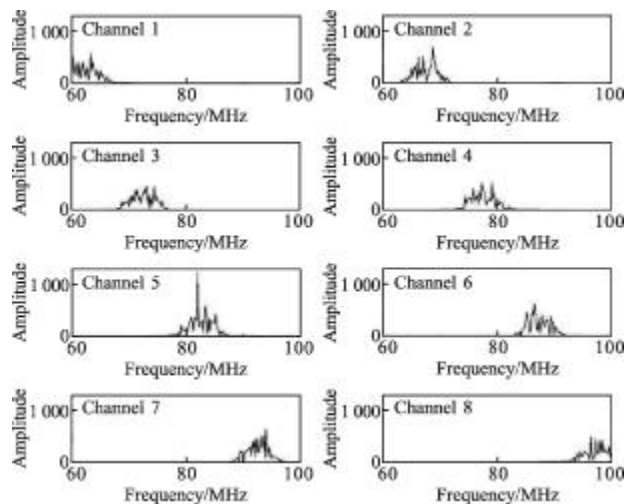 Amplitude
1 000
0
Channel 1
60
80
100
Frequency/MHz
Amplitude
1 000
0
Channel 2
60
80
100
Frequency/MHz
Amplitude
1 000
0
Channel 3
60
80
100
Frequency/MHz
Amplitude
1 000
0
Channel 4
60
80
100
Frequency/MHz
Amplitude
1 000
0
Channel 5
60
80
100
Frequency/MHz
Amplitude
1 000
0
Channel 6
60
80
100
Frequency/MHz
Amplitude
1 000
0
Channel 7
60
80
100
Frequency/MHz
Amplitude
1 000
0
Channel 8
60
80
100
Frequency/MHz